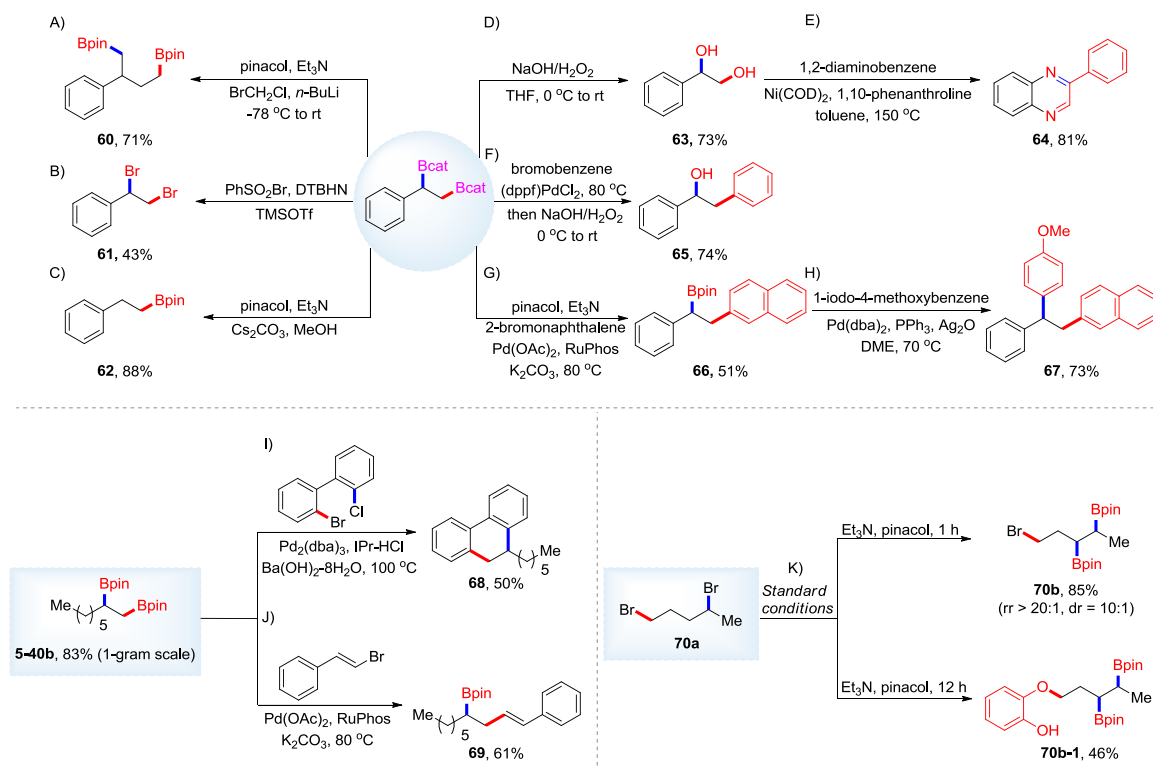 A)
Bpin
Bpin
60, 71%
pinacol, Et₃N
BrCH₂Cl, n-BuLi
-78 °C to rt
B)
Br
Br
61, 43%
PhSO₂Br, DTBHN
TMSOTf
C)
Bpin
62, 88%
pinacol, Et₃N
Cs₂CO₃, MeOH
Bcat
Bcat
D)
NaOH/H₂O₂
THF, 0 °C to rt
OH
OH
63, 73%
E)
1,2-diaminobenzene
Ni(COD)₂, 1,10-phenanthroline
toluene, 150 °C
N
N
64, 81%
F)
bromobenzene
(dppf)PdCl₂, 80 °C
then NaOH/H₂O₂
0 °C to rt
OH
65, 74%
G)
pinacol, Et₃N
2-bromonaphthalene
Pd(OAc)₂, RuPhos
K₂CO₃, 80 °C
Bpin
66, 51%
H)
1-iodo-4-methoxybenzene
Pd(dba)₂, PPh₃, Ag₂O
DME, 70 °C
OMe
67, 73%
Bpin
Me
5
Bpin
5-40b, 83% (1-gram scale)
I)
Cl
Br
Pd₂(dba)₃, IPr-HCl
Ba(OH)₂-8H₂O, 100 °C
Me
5
68, 50%
J)
Br
Pd(OAc)₂, RuPhos
K₂CO₃, 80 °C
Bpin
Me
5
69, 61%
Br
Br
Me
70a
K)
Standard
conditions
Et₃N, pinacol, 1 h
Bpin
Br
Me
Bpin
70b, 85%
(rr > 20:1, dr = 10:1)
Et₃N, pinacol, 12 h
Bpin
O
Me
OH
Bpin
70b-1, 46%